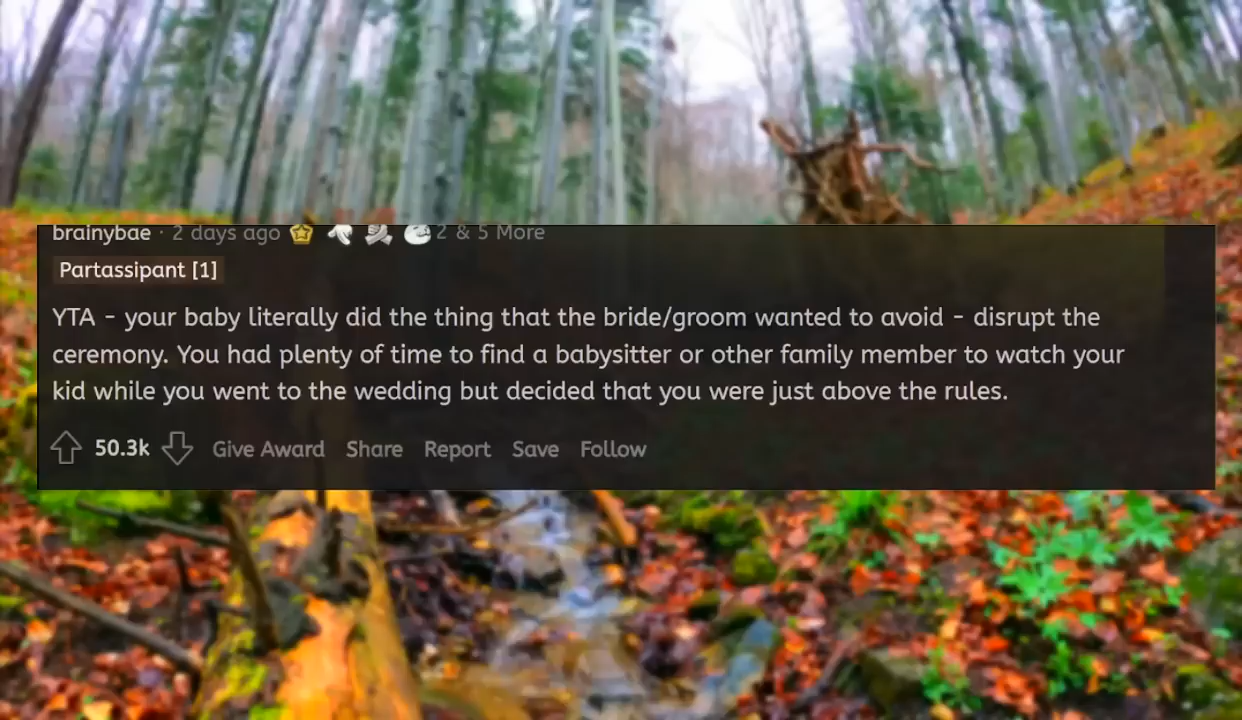 brainybae · 2 days ago 2 & 5 More
Partassipant [1]
YTA - your baby literally did the thing that the bride/groom wanted to avoid - disrupt the
ceremony. You had plenty of time to find a babysitter or other family member to watch your
kid while you went to the wedding but decided that you were just above the rules.
50.3k Give Award Share Report Save Follow